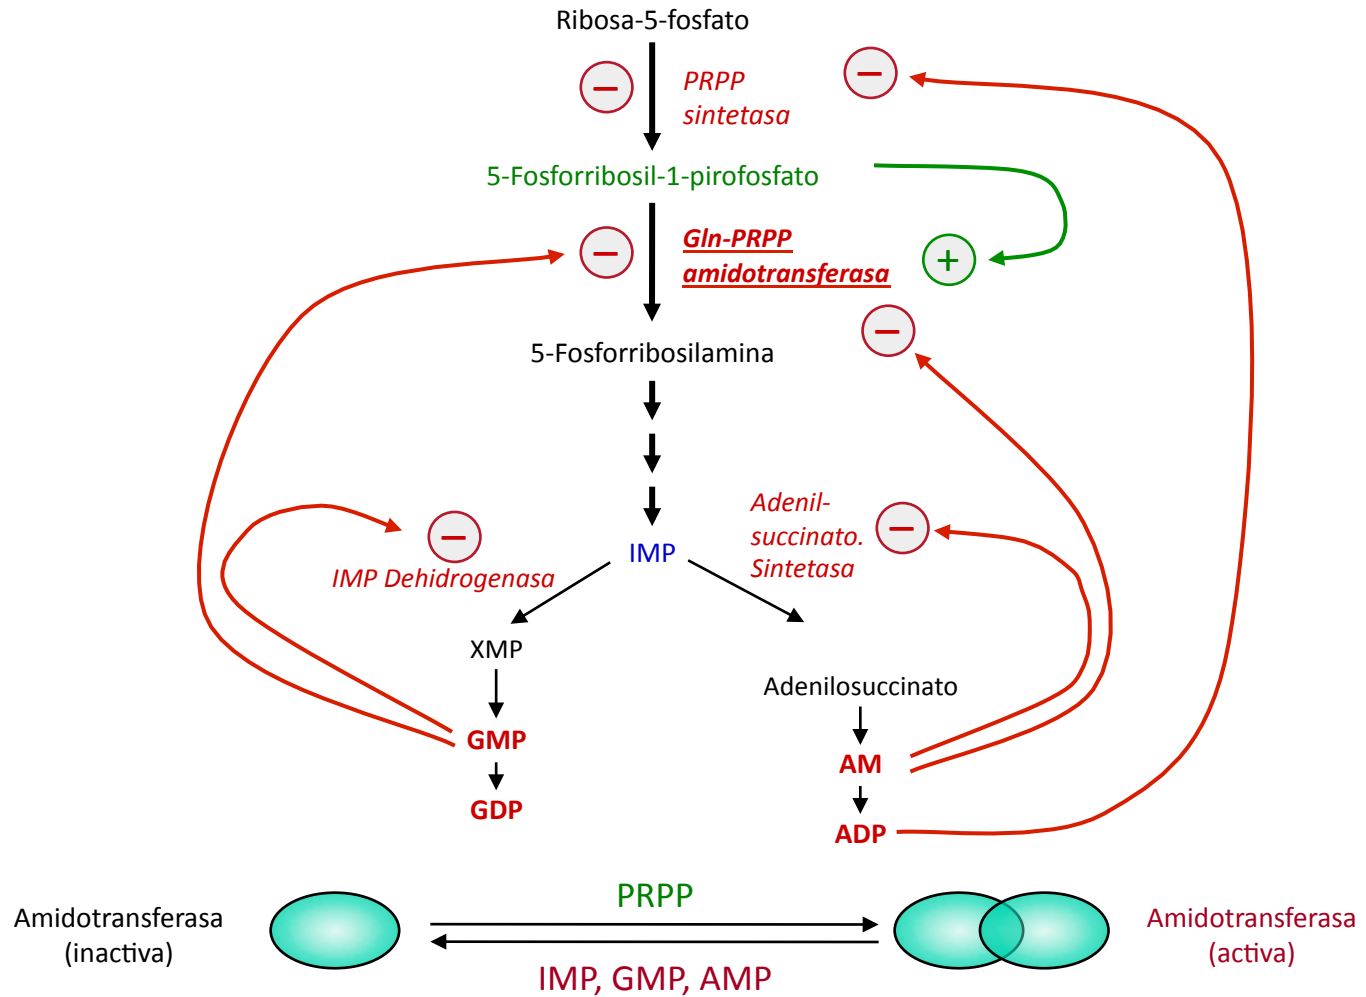 Ribosa-5-fosfato
−
PRPP
sintetasa
−
5-Fosforribosil-1-pirofosfato
−
Gln-PRPP
amidotransferasa
+
−
5-Fosforribosilamina
−
IMP Dehidrogenasa
IMP
Adenil-
succinato.
Sintetasa
−
XMP
Adenilosuccinato
GMP
AM
GDP
ADP
Amidotransferasa
(inactiva)
PRPP
IMP, GMP, AMP
Amidotransferasa
(activa)